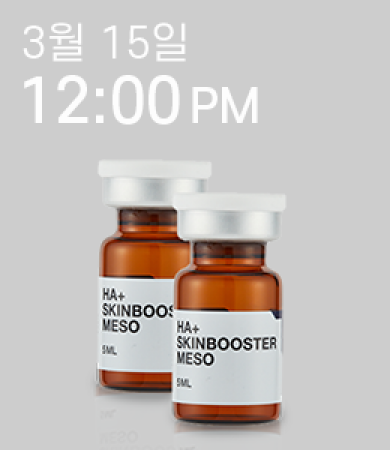 3월 15일
12:00 PM
HA+
SKINBOOS
MESO
5ML
HA+
SKINBOOSTER
MESO
5ML